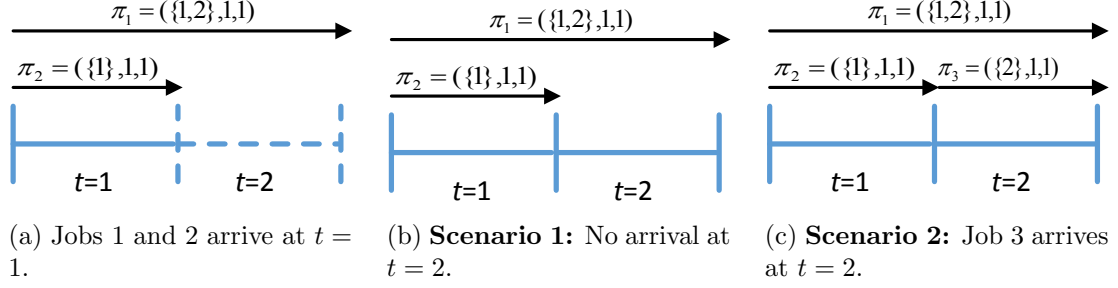 π₁ = ({1,2},1,1)
π₂ = ({1},1,1)
t=1 t=2
(a) Jobs 1 and 2 arrive at t =
1.
π₁ = ({1,2},1,1)
π₂ = ({1},1,1)
t=1 t=2
(b) Scenario 1: No arrival at
t = 2.
π₁ = ({1,2},1,1)
π₂ = ({1},1,1) π₃ = ({2},1,1)
t=1 t=2
(c) Scenario 2: Job 3 arrives
at t = 2.